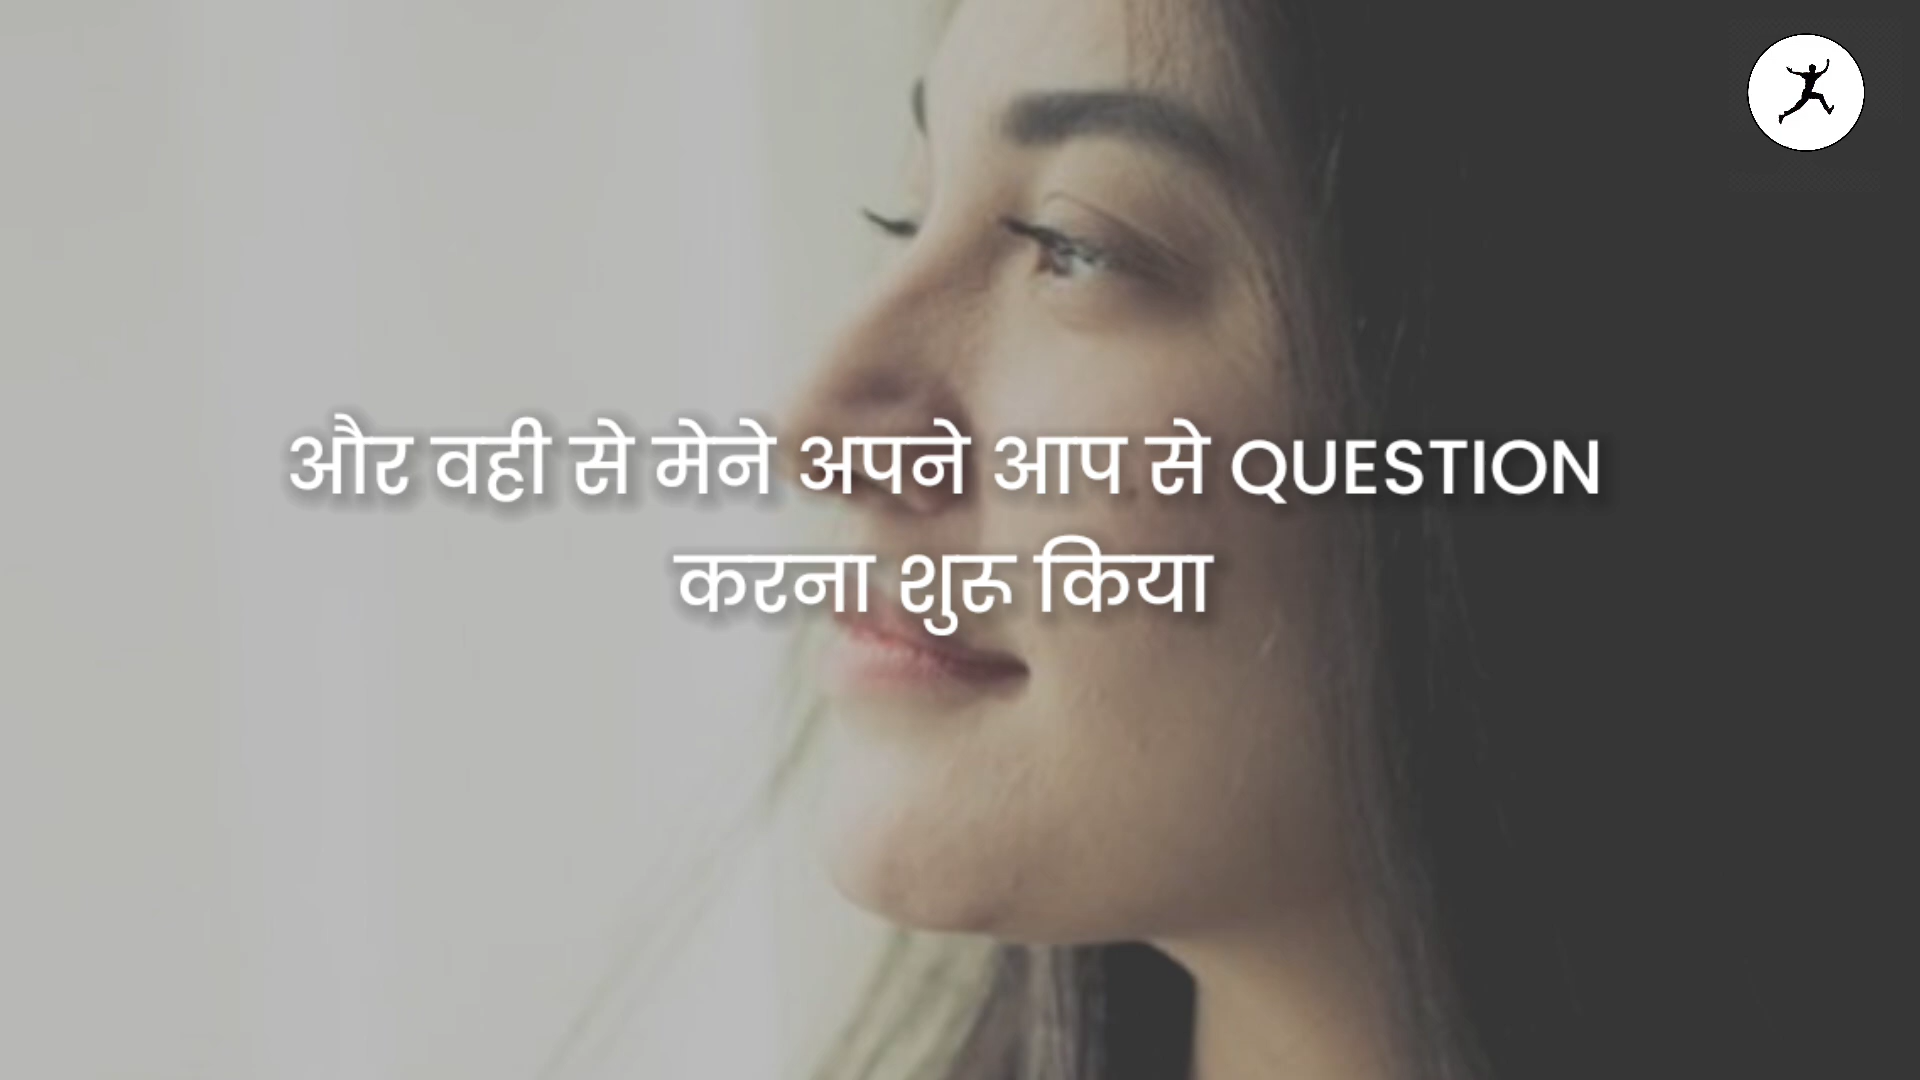 और वही से मेने अपने आप से QUESTION
करना शुरू किया